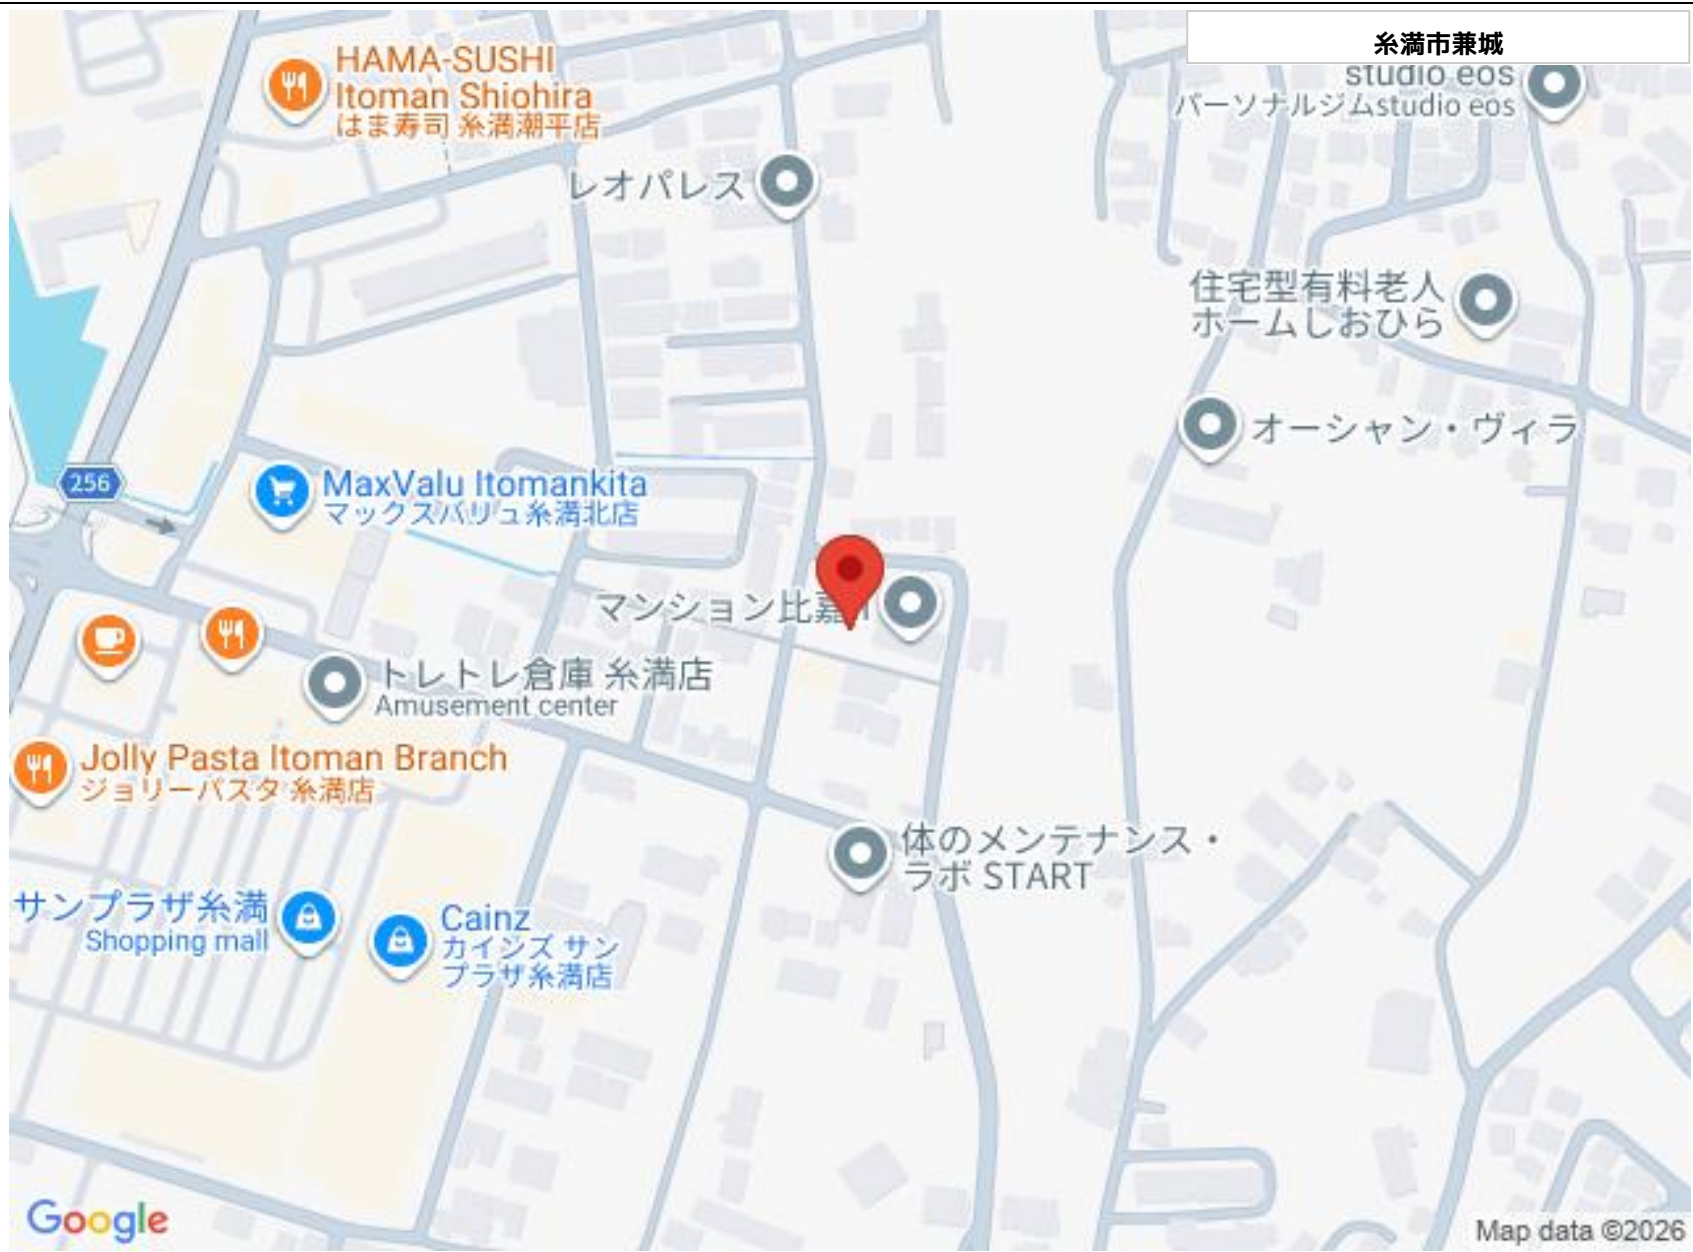 糸満市兼城
HAMA-SUSHI
Itoman Shiohira
はま寿司 糸満潮平店
studio eos
パーソナルジムstudio eos
レオパレス
住宅型有料老人
ホームしおひら
オーシャン・ヴィラ
256
MaxValu Itomankita
マックスバリュ糸満北店
マンション比嘉
トレトレ倉庫 糸満店
Amusement center
Jolly Pasta Itoman Branch
ジョリーパスタ 糸満店
体のメンテナンス・
ラボ START
サンプラザ糸満
Shopping mall
Cainz
カインズ サン
プラザ糸満店
Google
Map data ©2026